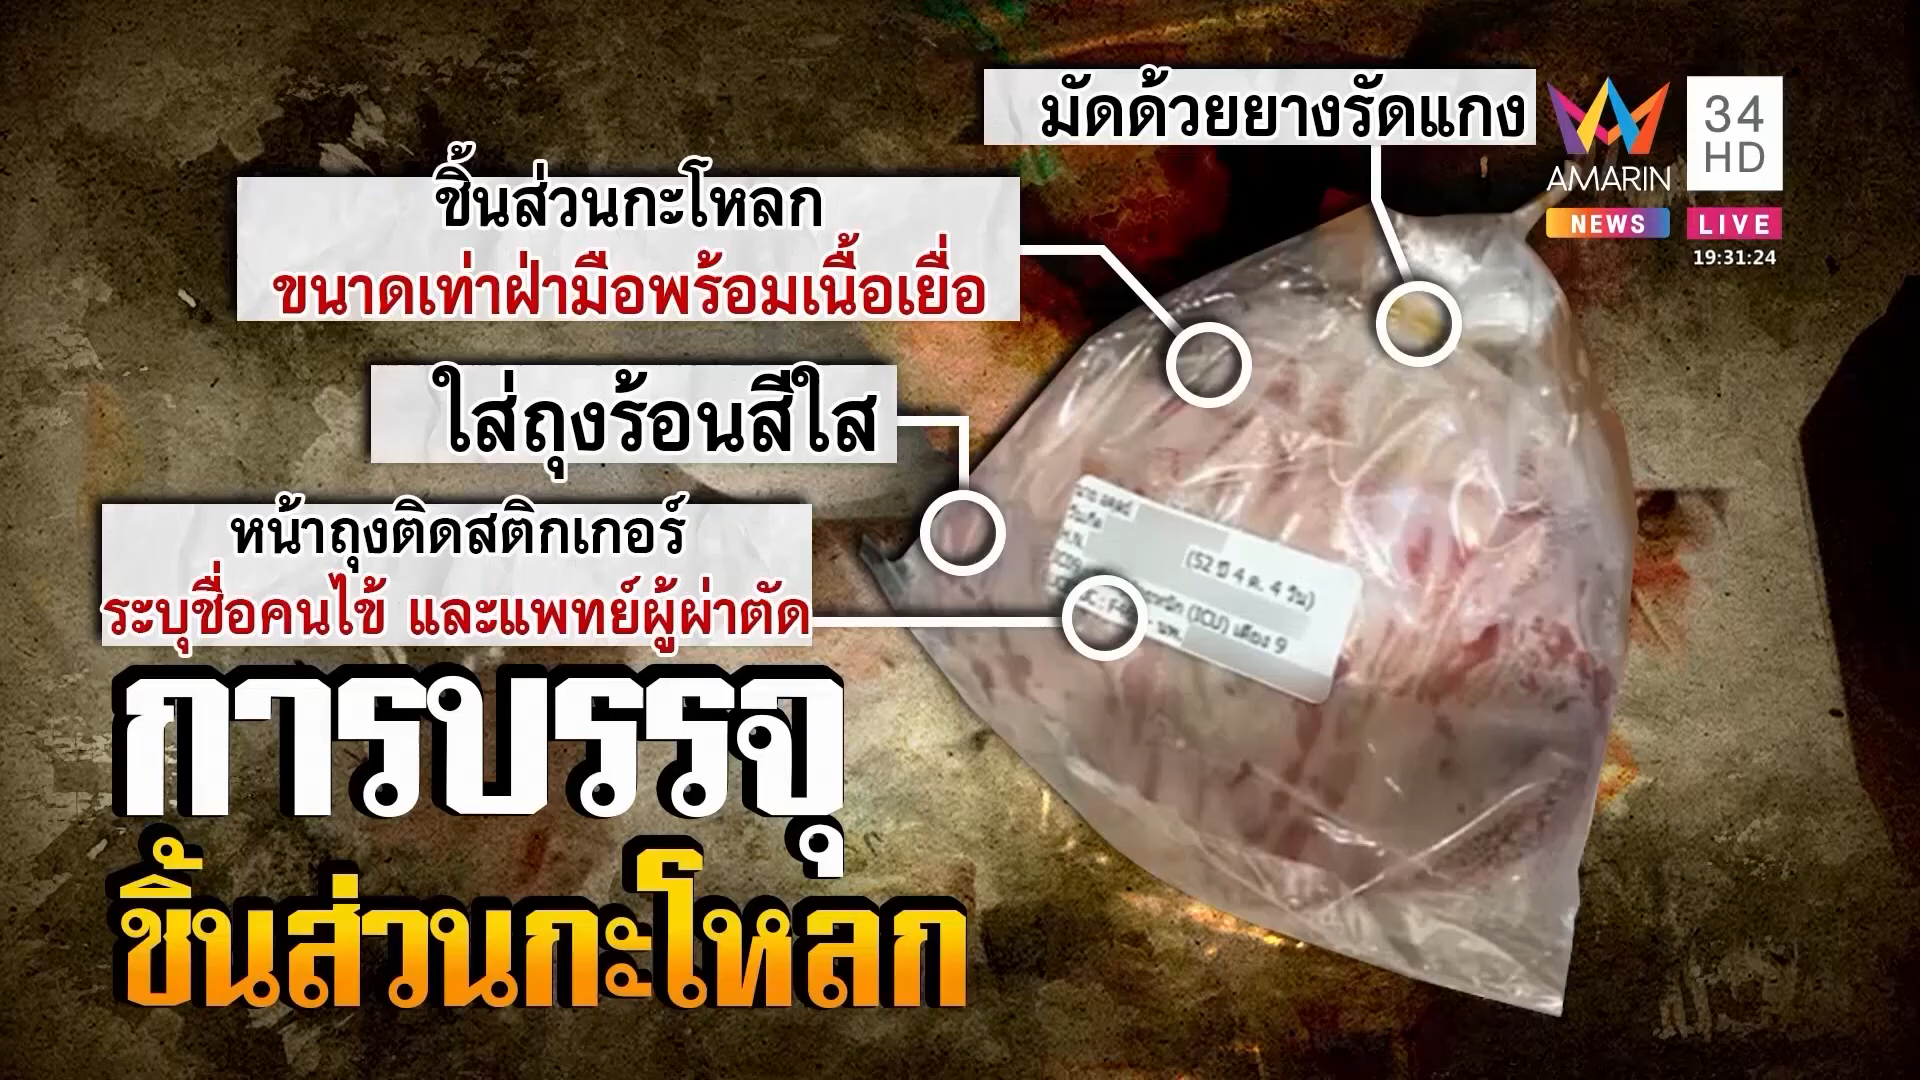 มัดด้วยยางรัดแกง
AMARIN
NEWS
34
HD
LIVE
19:31:24
ชิ้นส่วนกะโหลก
ขนาดเท่าฝ่ามือพร้อมเนื้อเยื่อ
ใส่ถุงร้อนสีใส
หน้าถุงติดสติกเกอร์
ระบุชื่อคนไข้ และแพทย์ผู้ผ่าตัด
(52 ปี 4 ด. 4 วัน)
(ICU) เตียง 9
การบรรจุ
ชิ้นส่วนกะโหลก